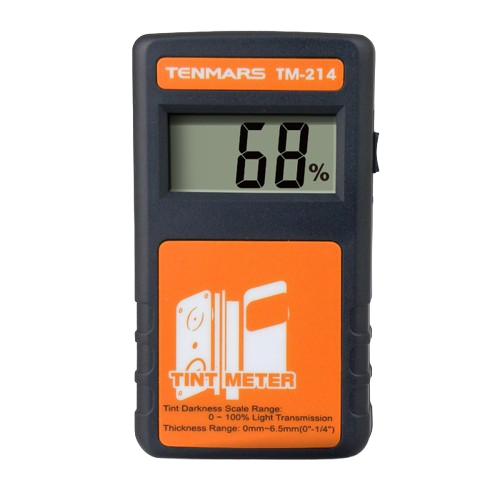 TENMARS TM-214
68%
TINT METER
Tint Darkness Scale Range:
0 ~ 100% Light Transmission
Thickness Range: 0mm~6.5mm(0"-1/4")